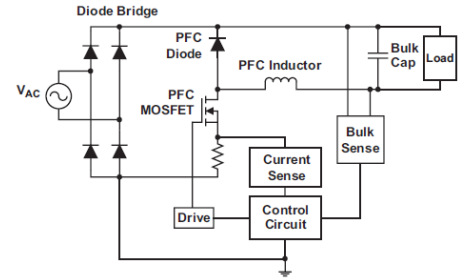 Diode Bridge
PFC
Diode
PFC Inductor
Bulk
Cap
Load
VAC
PFC
MOSFET
Bulk
Sense
Current
Sense
Drive
Control
Circuit